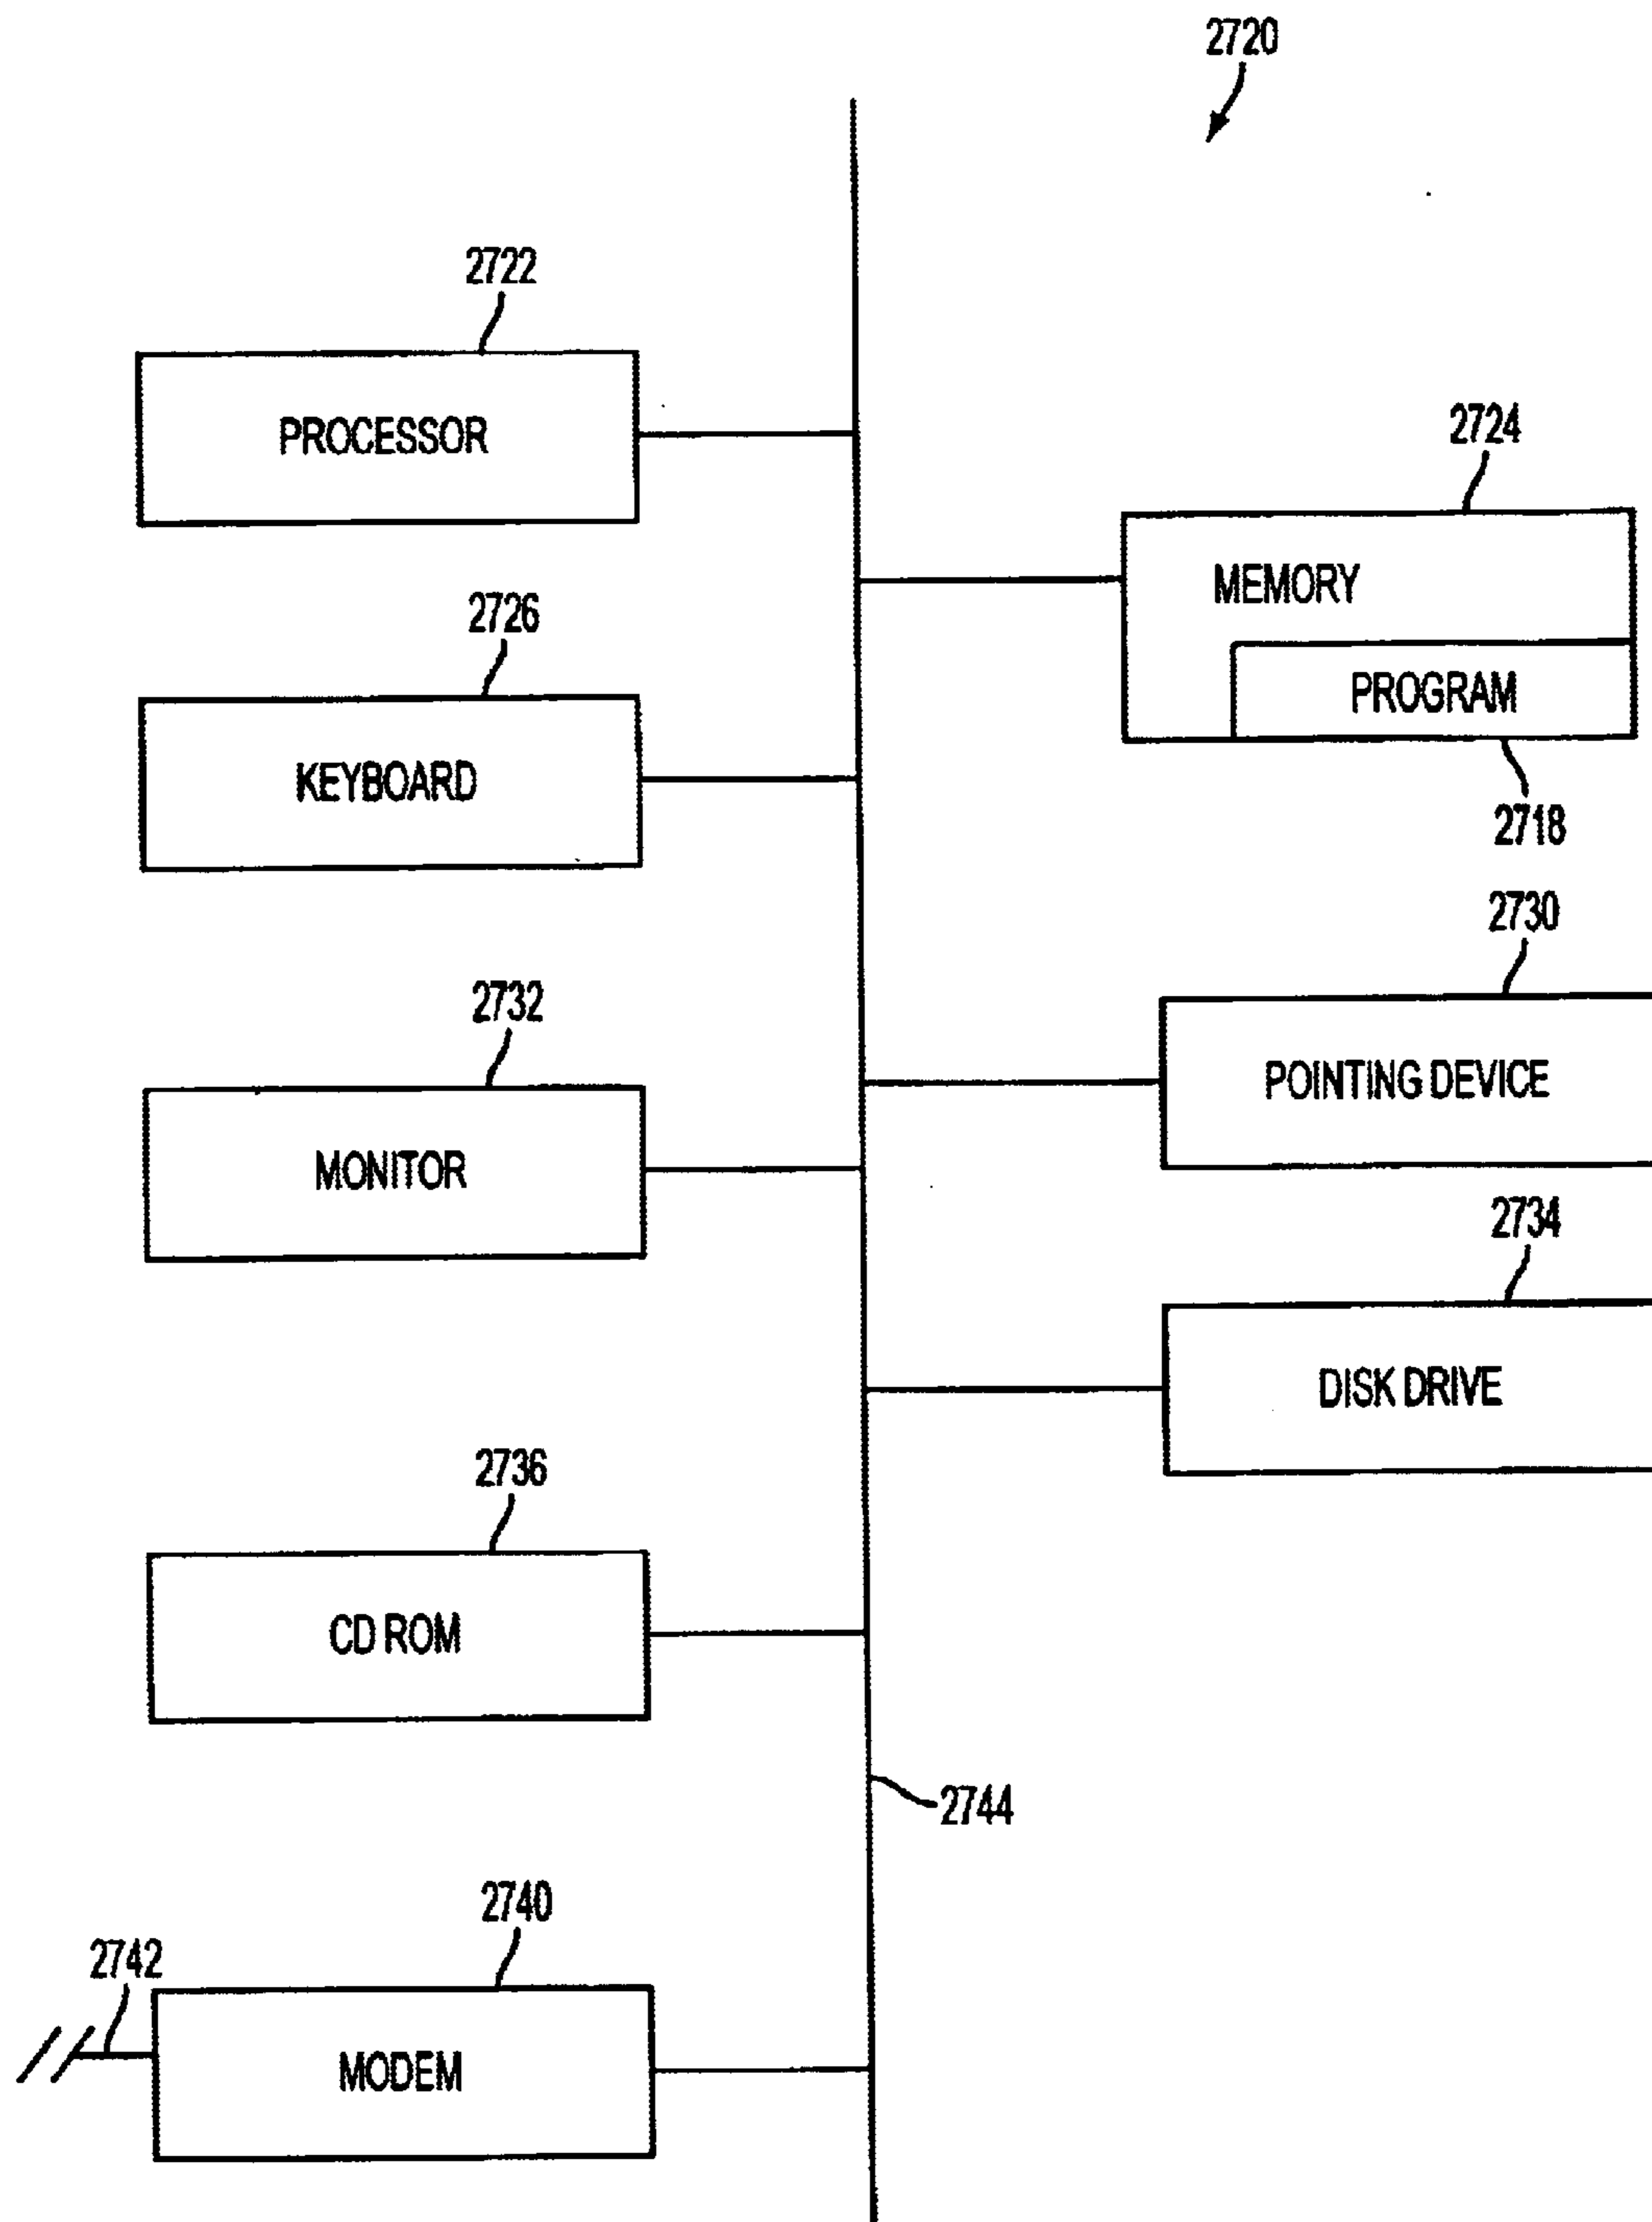 2720
2722
PROCESSOR
2724
MEMORY
PROGRAM
2718
2726
KEYBOARD
2730
POINTING DEVICE
2732
MONITOR
2734
DISK DRIVE
2736
CD ROM
2744
2740
2742
MODEM